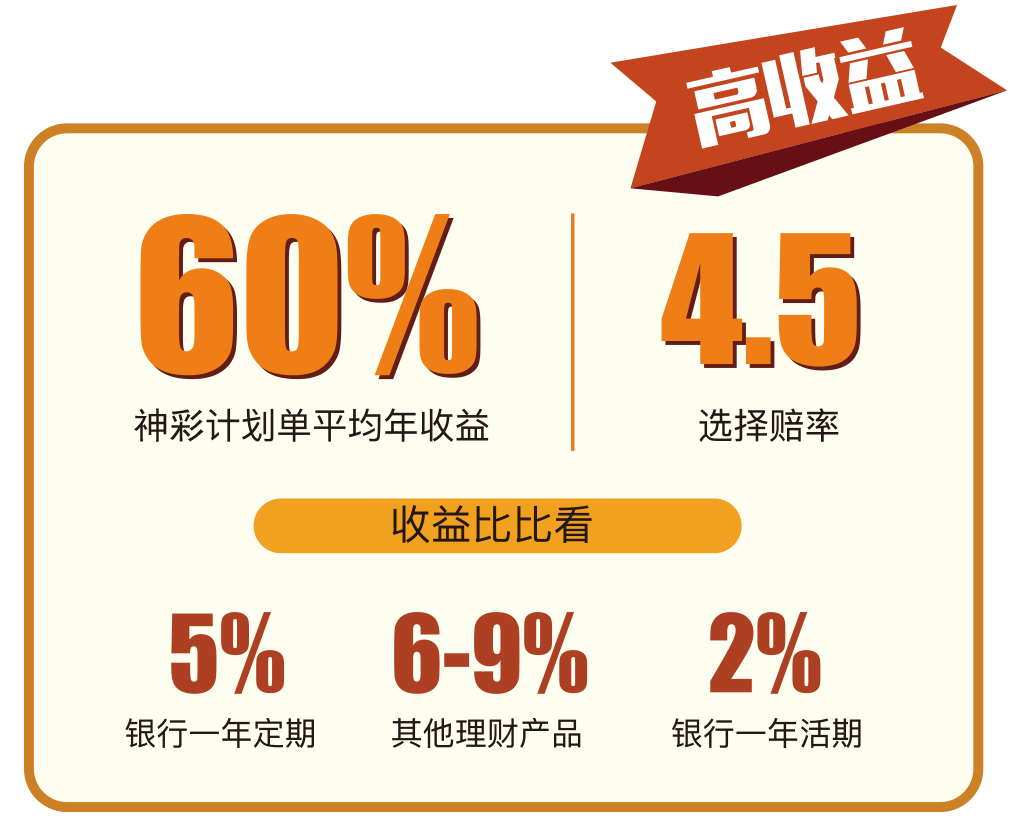 高收益
60%
4.5
神彩计划单平均年收益
选择赔率
收益比比看
5%
6-9%
2%
银行一年定期
其他理财产品
银行一年活期